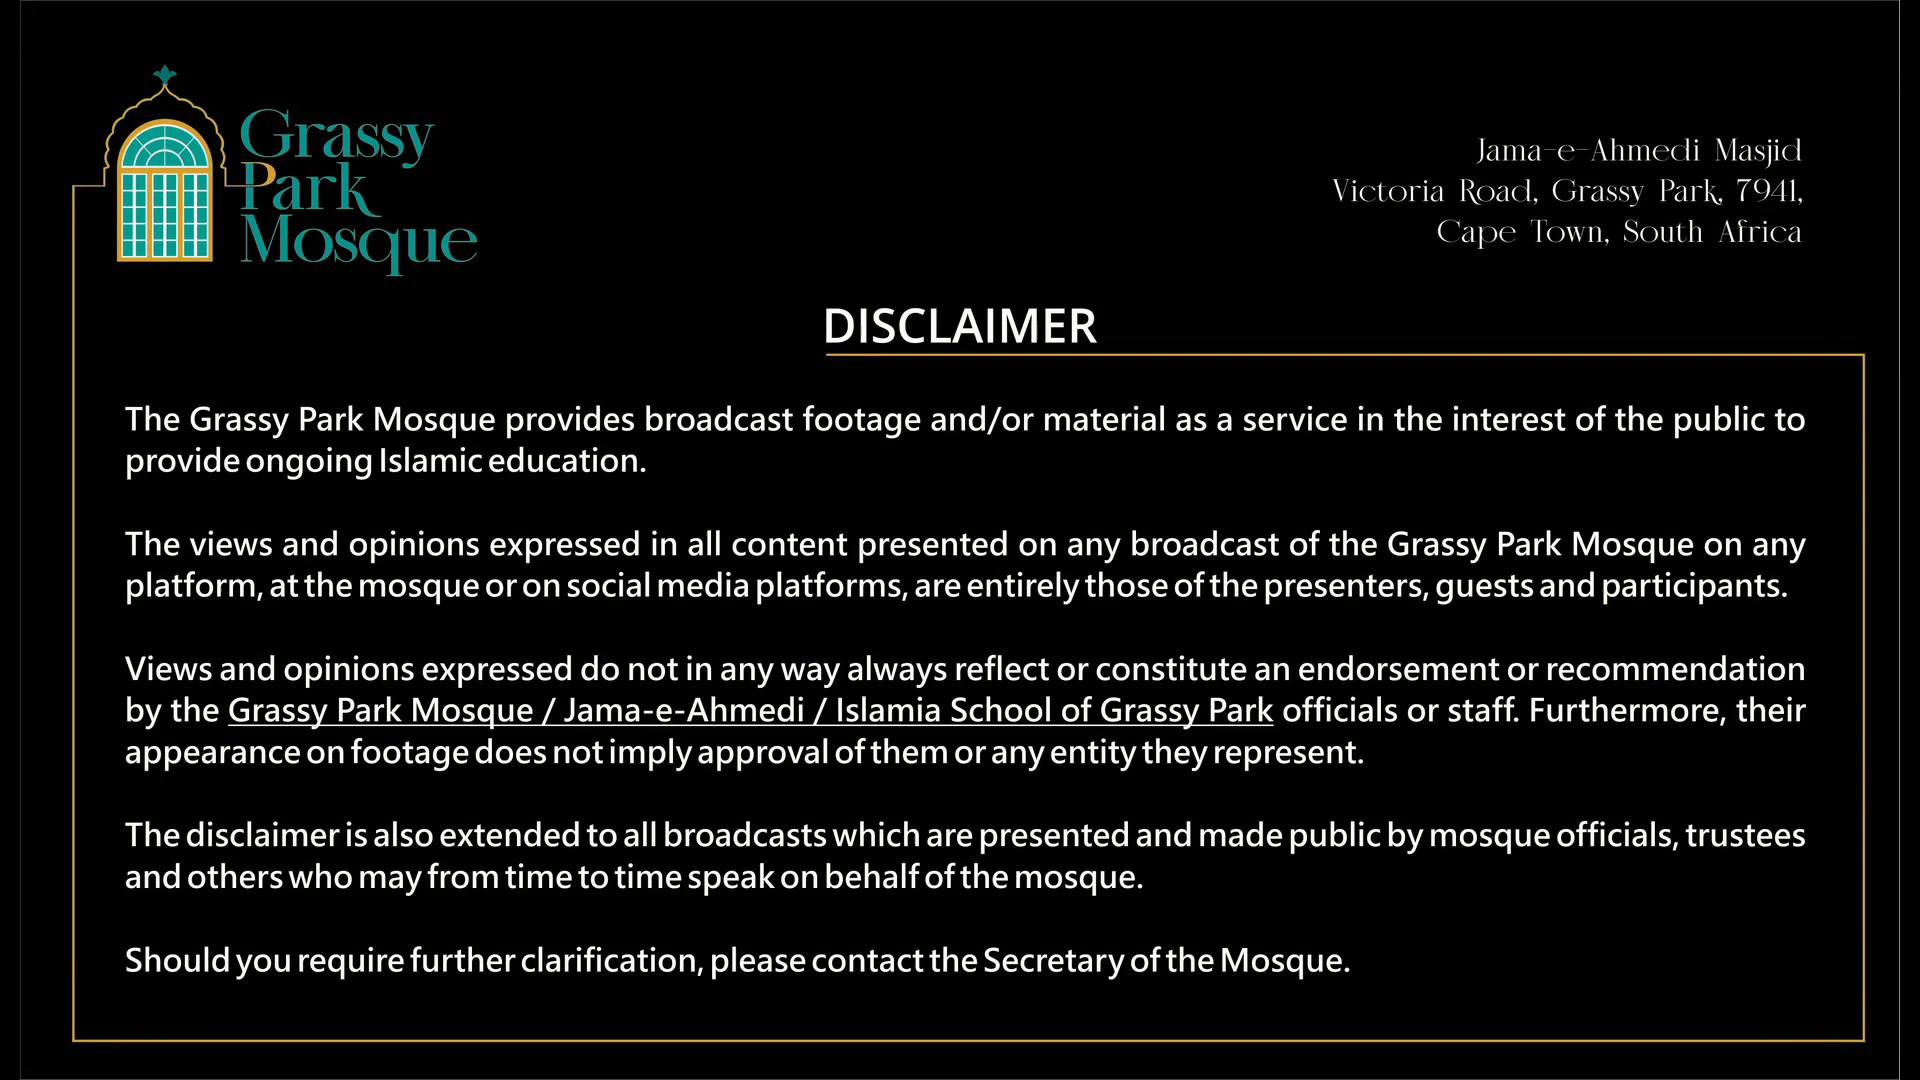 Grassy
Park
Mosque
Jama-e-Ahmedi Masjid
Victoria Road, Grassy Park, 7941,
Cape Town, South Africa
DISCLAIMER
The Grassy Park Mosque provides broadcast footage and/or material as a service in the interest of the public to
provide ongoing Islamic education.
The views and opinions expressed in all content presented on any broadcast of the Grassy Park Mosque on any
platform, at the mosque or on social media platforms, are entirely those of the presenters, guests and participants.
Views and opinions expressed do not in any way always reflect or constitute an endorsement or recommendation
by the Grassy Park Mosque / Jama-e-Ahmedi / Islamia School of Grassy Park officials or staff. Furthermore, their
appearance on footage does not imply approval of them or any entity they represent.
The disclaimer is also extended to all broadcasts which are presented and made public by mosque officials, trustees
and others who may from time to time speak on behalf of the mosque.
Should you require further clarification, please contact the Secretary of the Mosque.